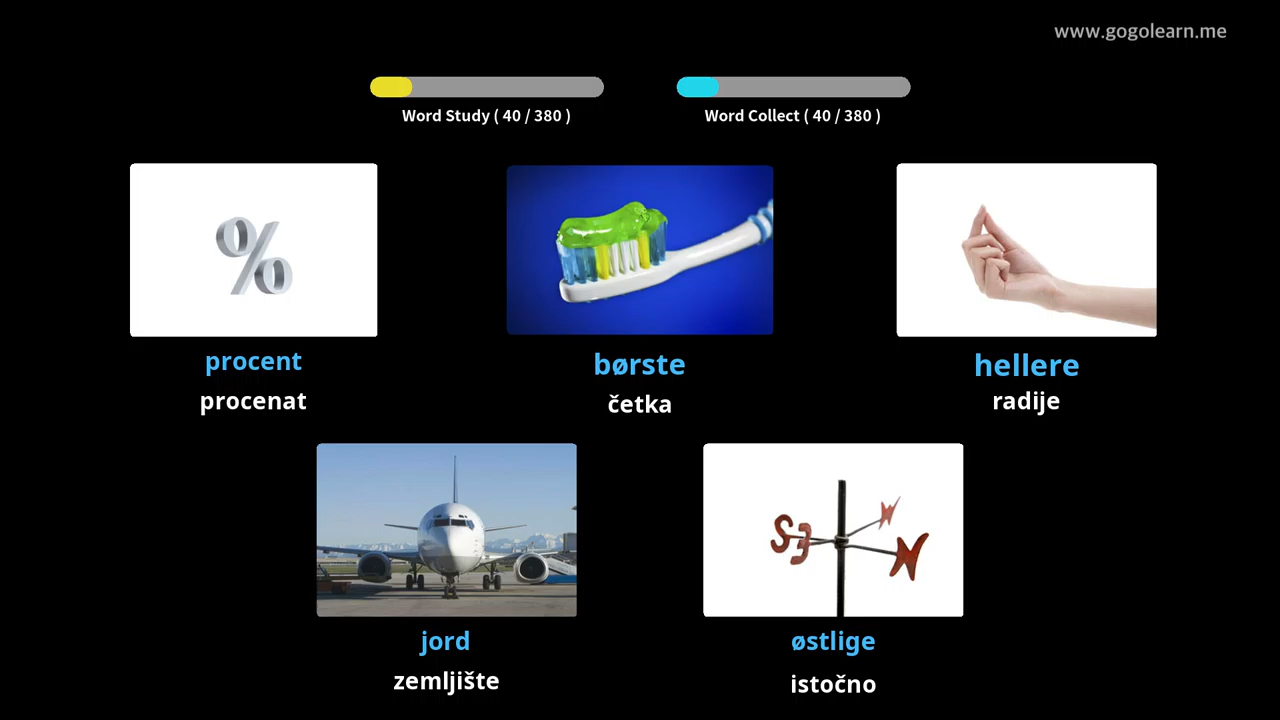 www.gogolearn.me
Word Study ( 40 / 380 )
Word Collect ( 40 / 380 )
%
procent
procenat
børste
četka
hellere
radije
jord
zemljište
østlige
istočno